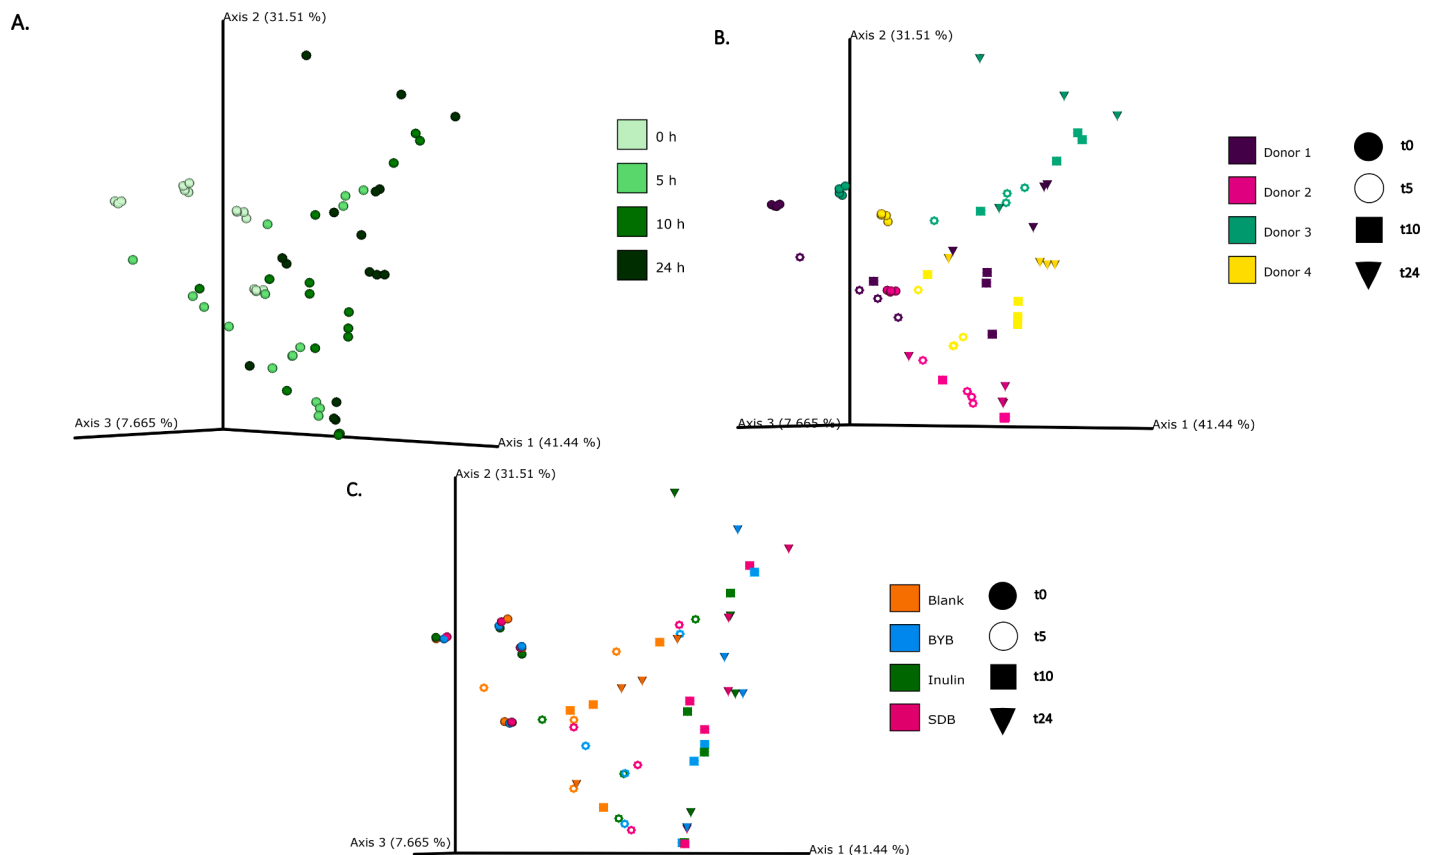 A.
Axis 2 (31.51 %)
0 h
5 h
10 h
24 h
Axis 3 (7.665 %)
Axis 1 (41.44 %)
B.
Axis 2 (31.51 %)
Donor 1
Donor 2
Donor 3
Donor 4
t0
t5
t10
t24
Axis 3 (7.665 %)
Axis 1 (41.44 %)
C.
Axis 2 (31.51 %)
Blank
BYB
Inulin
SDB
t0
t5
t10
t24
Axis 3 (7.665 %)
Axis 1 (41.44 %)